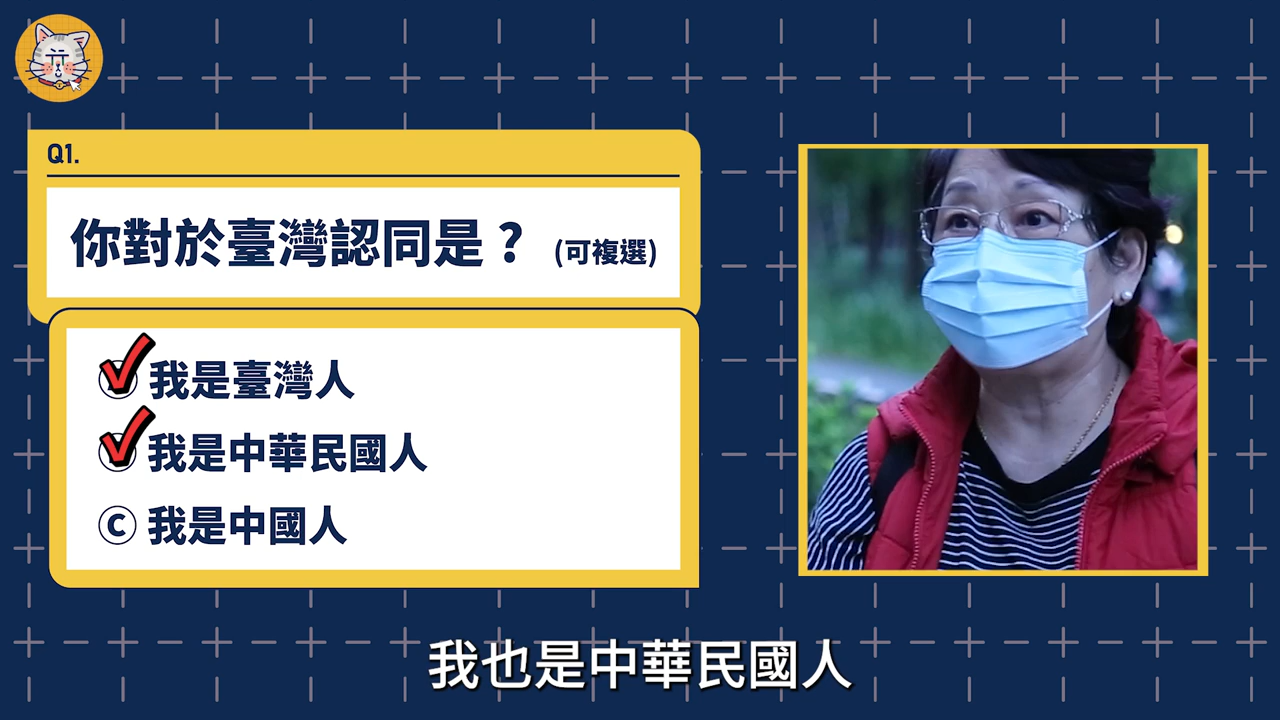 Q1.
你對於臺灣認同是？ (可複選)
我是臺灣人
我是中華民國人
Ⓒ 我是中國人
我也是中華民國人